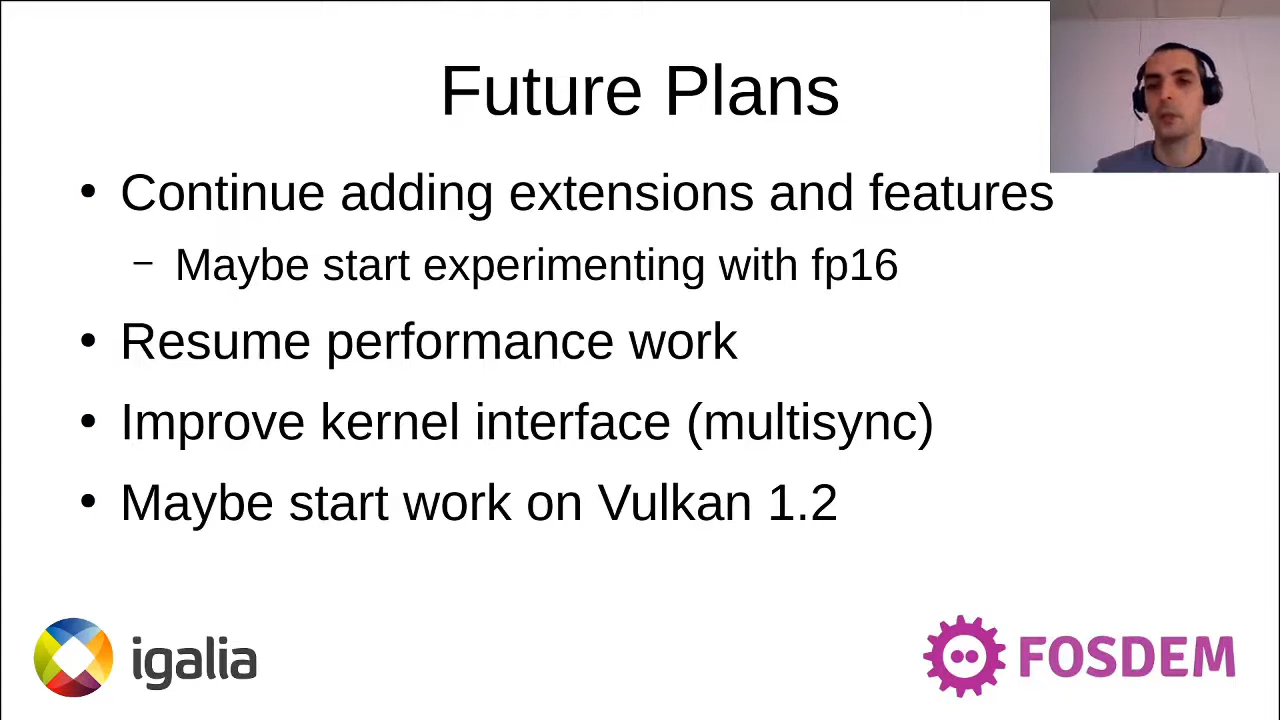 Future Plans
• Continue adding extensions and features
– Maybe start experimenting with fp16
• Resume performance work
• Improve kernel interface (multisync)
• Maybe start work on Vulkan 1.2
igalia
FOSDEM